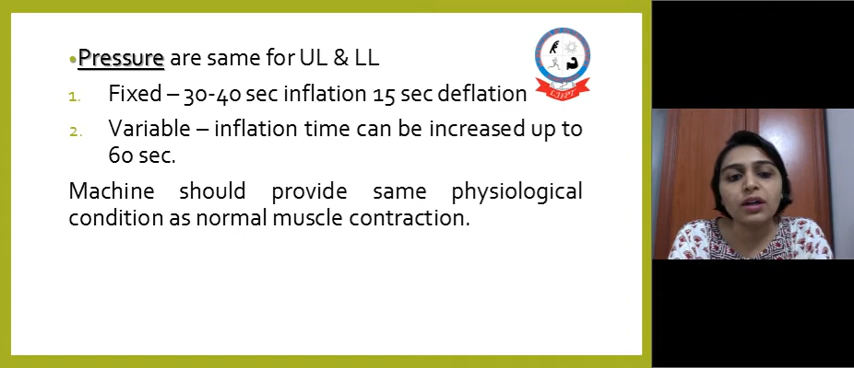 •Pressure are same for UL & LL
1. Fixed – 30-40 sec inflation 15 sec deflation
2. Variable – inflation time can be increased up to
60 sec.
Machine should provide same physiological
condition as normal muscle contraction.